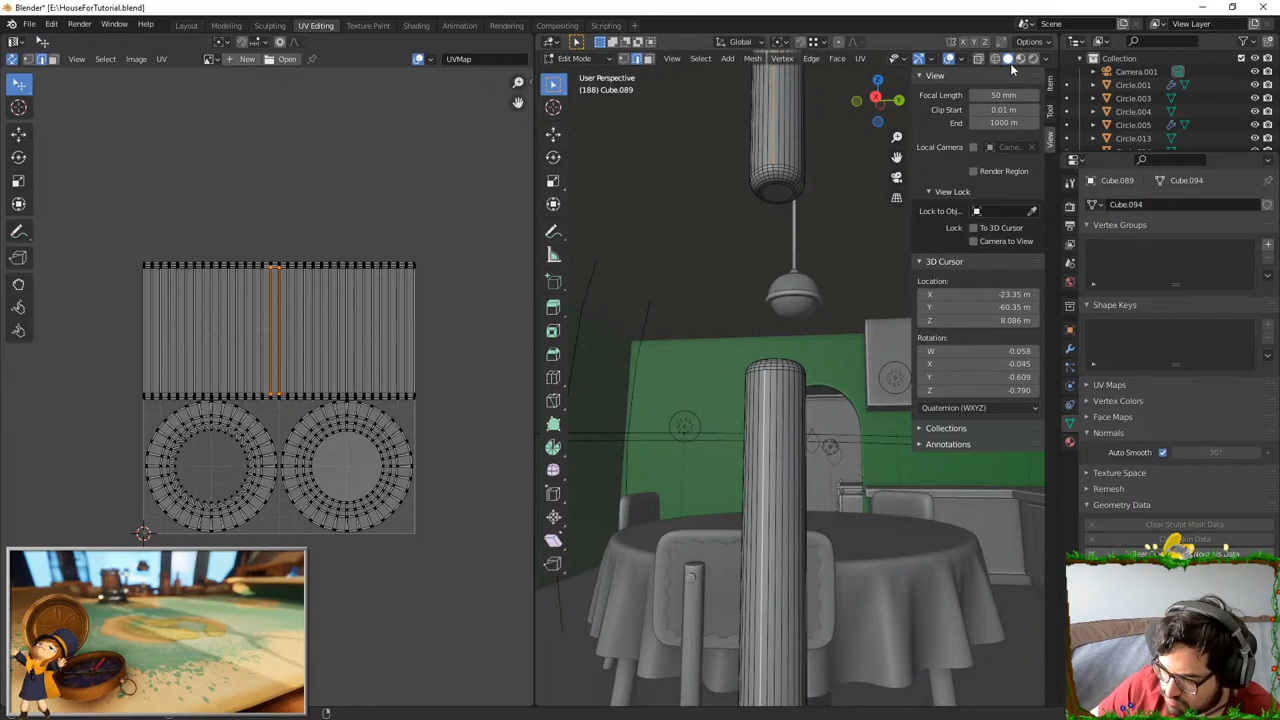 Blender* [E:\HouseForTutorial.blend]
File Edit Render Window Help Layout Modeling Sculpting UV Editing Texture Paint Shading Animation Rendering Compositing Scripting Scene View Layer
Global Options
View Select Image UV New Open UVMap Edit Mode View Select Add Mesh Vertex Edge Face UV
User Perspective
(188) Cube.089
View
Focal Length 50 mm
Clip Start 0.01 m
End 1000 m
Local Camera Came...
Render Region
View Lock
Lock to Obj...
Lock To 3D Cursor
Camera to View
3D Cursor
Location:
X -23.35 m
Y -60.35 m
Z 8.086 m
Rotation:
W -0.058
X -0.045
Y -0.609
Z -0.790
Quaternion (WXYZ)
Collections
Annotations
Item
Tool
View
X Y Z
Collection
Camera.001
Circle.001
Circle.003
Circle.004
Circle.005
Circle.013
Cube.089 Cube.094
Cube.094
Vertex Groups
Shape Keys
UV Maps
Vertex Colors
Face Maps
Normals
Auto Smooth 30°
Texture Space
Remesh
Geometry Data
Clear Sculpt Mask Data